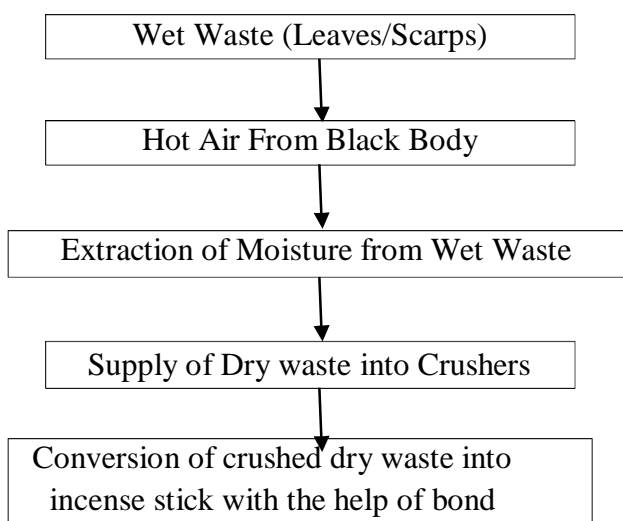 Wet Waste (Leaves/Scarps)
Hot Air From Black Body
Extraction of Moisture from Wet Waste
Supply of Dry waste into Crushers
Conversion of crushed dry waste into
incense stick with the help of bond